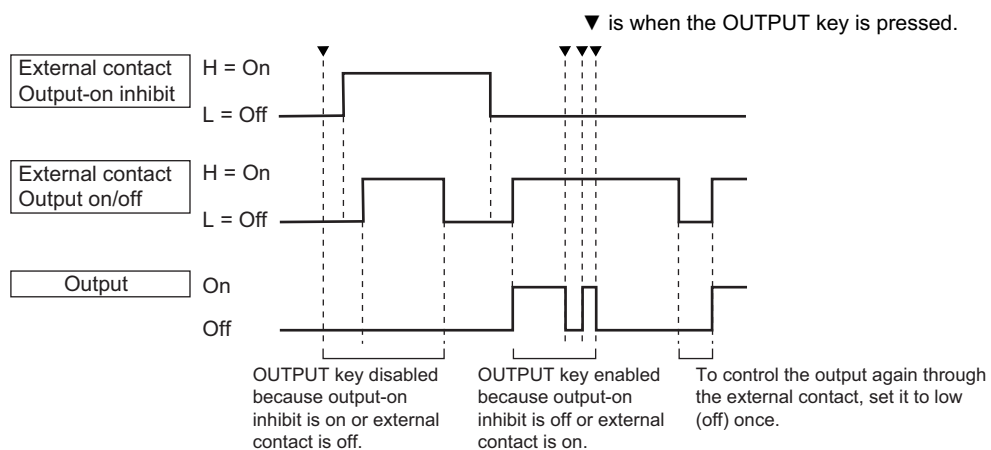 ▼ is when the OUTPUT key is pressed.
External contact
Output-on inhibit
H = On
L = Off
External contact
Output on/off
H = On
L = Off
Output
On
Off
OUTPUT key disabled
because output-on
inhibit is on or external
contact is off.
OUTPUT key enabled
because output-on
inhibit is off or external
contact is on.
To control the output again through
the external contact, set it to low
(off) once.